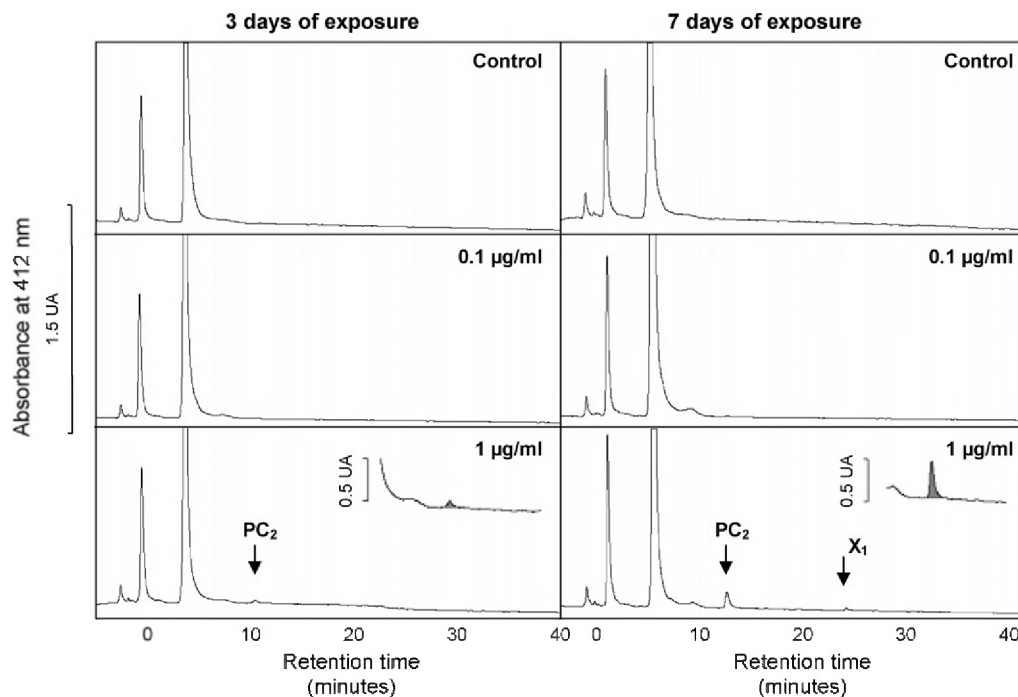 3 days of exposure
7 days of exposure
Control
Control
0.1 µg/ml
0.1 µg/ml
1 µg/ml
1 µg/ml
Absorbance at 412 nm
1.5 UA
0.5 UA
0.5 UA
PC₂
PC₂
X₁
0 10 20 30 40
0 10 20 30 40
Retention time
(minutes)
Retention time
(minutes)